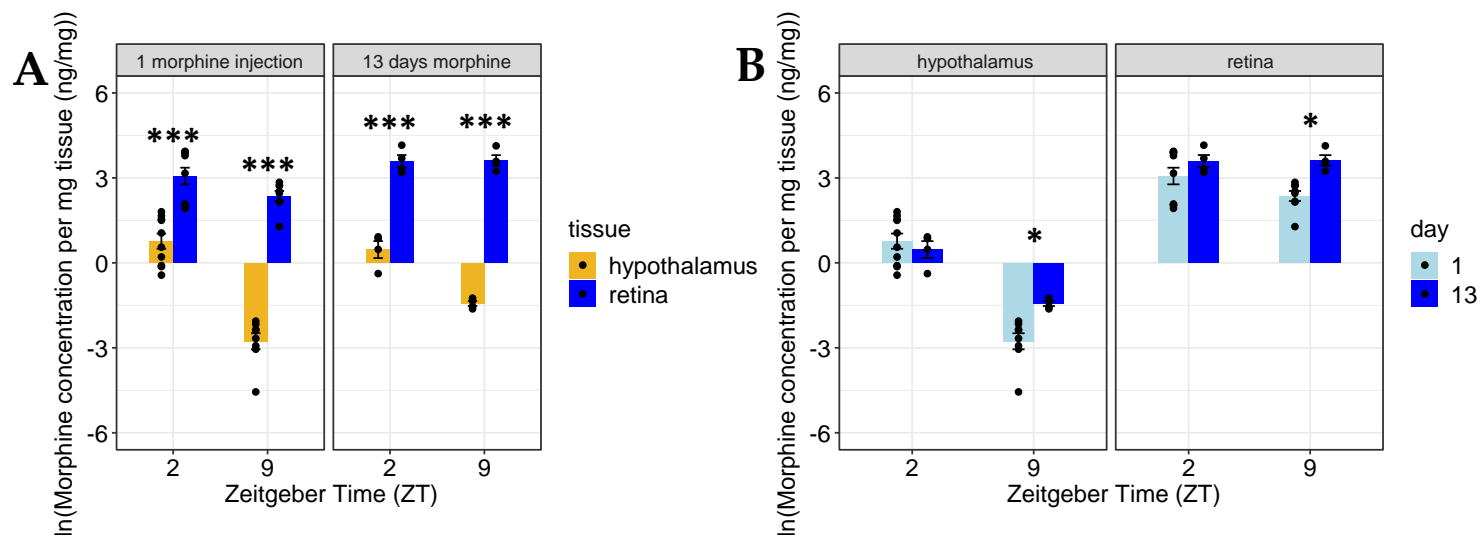 A
ln(Morphine concentration per mg tissue (ng/mg))
1 morphine injection
13 days morphine
6
3
0
-3
-6
***
***
***
***
2
9
2
9
Zeitgeber Time (ZT)
tissue
hypothalamus
retina
B
ln(Morphine concentration per mg tissue (ng/mg))
hypothalamus
retina
6
3
0
-3
-6
*
*
2
9
2
9
Zeitgeber Time (ZT)
day
1
13